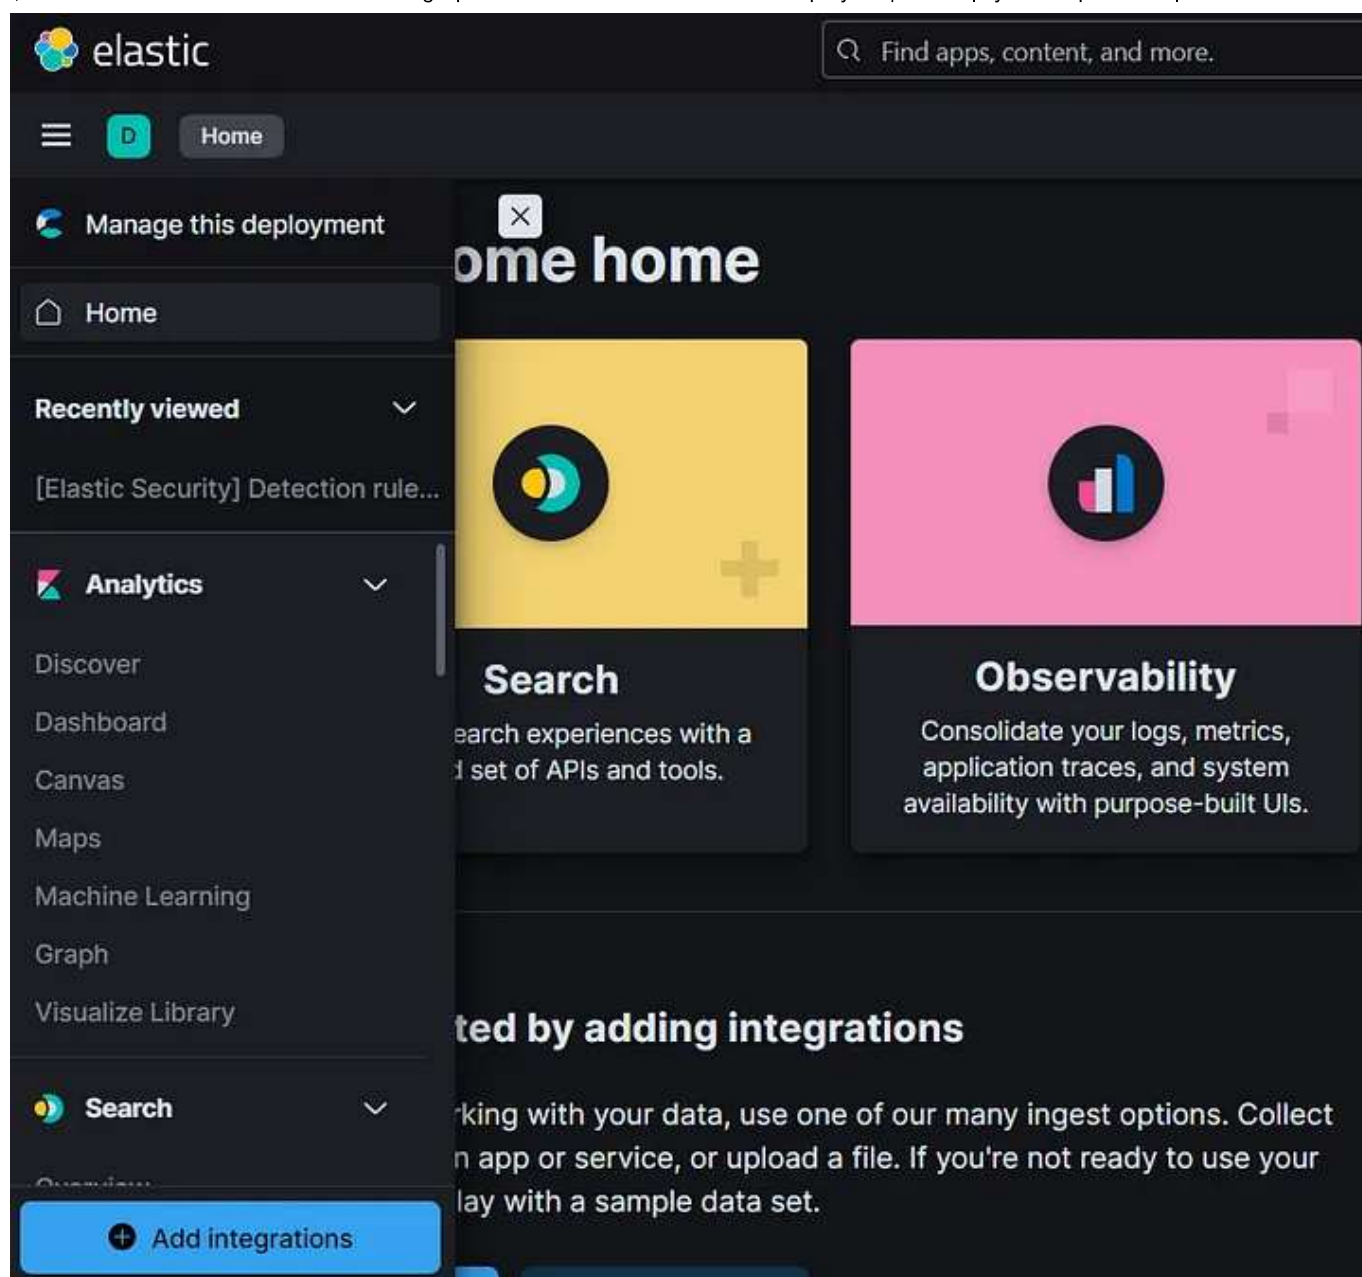 elastic
Find apps, content, and more.
D
Home
Manage this deployment
Home
Recently viewed
[Elastic Security] Detection rule...
Analytics
Discover
Dashboard
Canvas
Maps
Machine Learning
Graph
Visualize Library
Search
Add integrations
ome home
Search
earch experiences with a
set of APIs and tools.
Observability
Consolidate your logs, metrics,
application traces, and system
availability with purpose-built UIs.
ted by adding integrations
rking with your data, use one of our many ingest options. Collect
n app or service, or upload a file. If you're not ready to use your
lay with a sample data set.